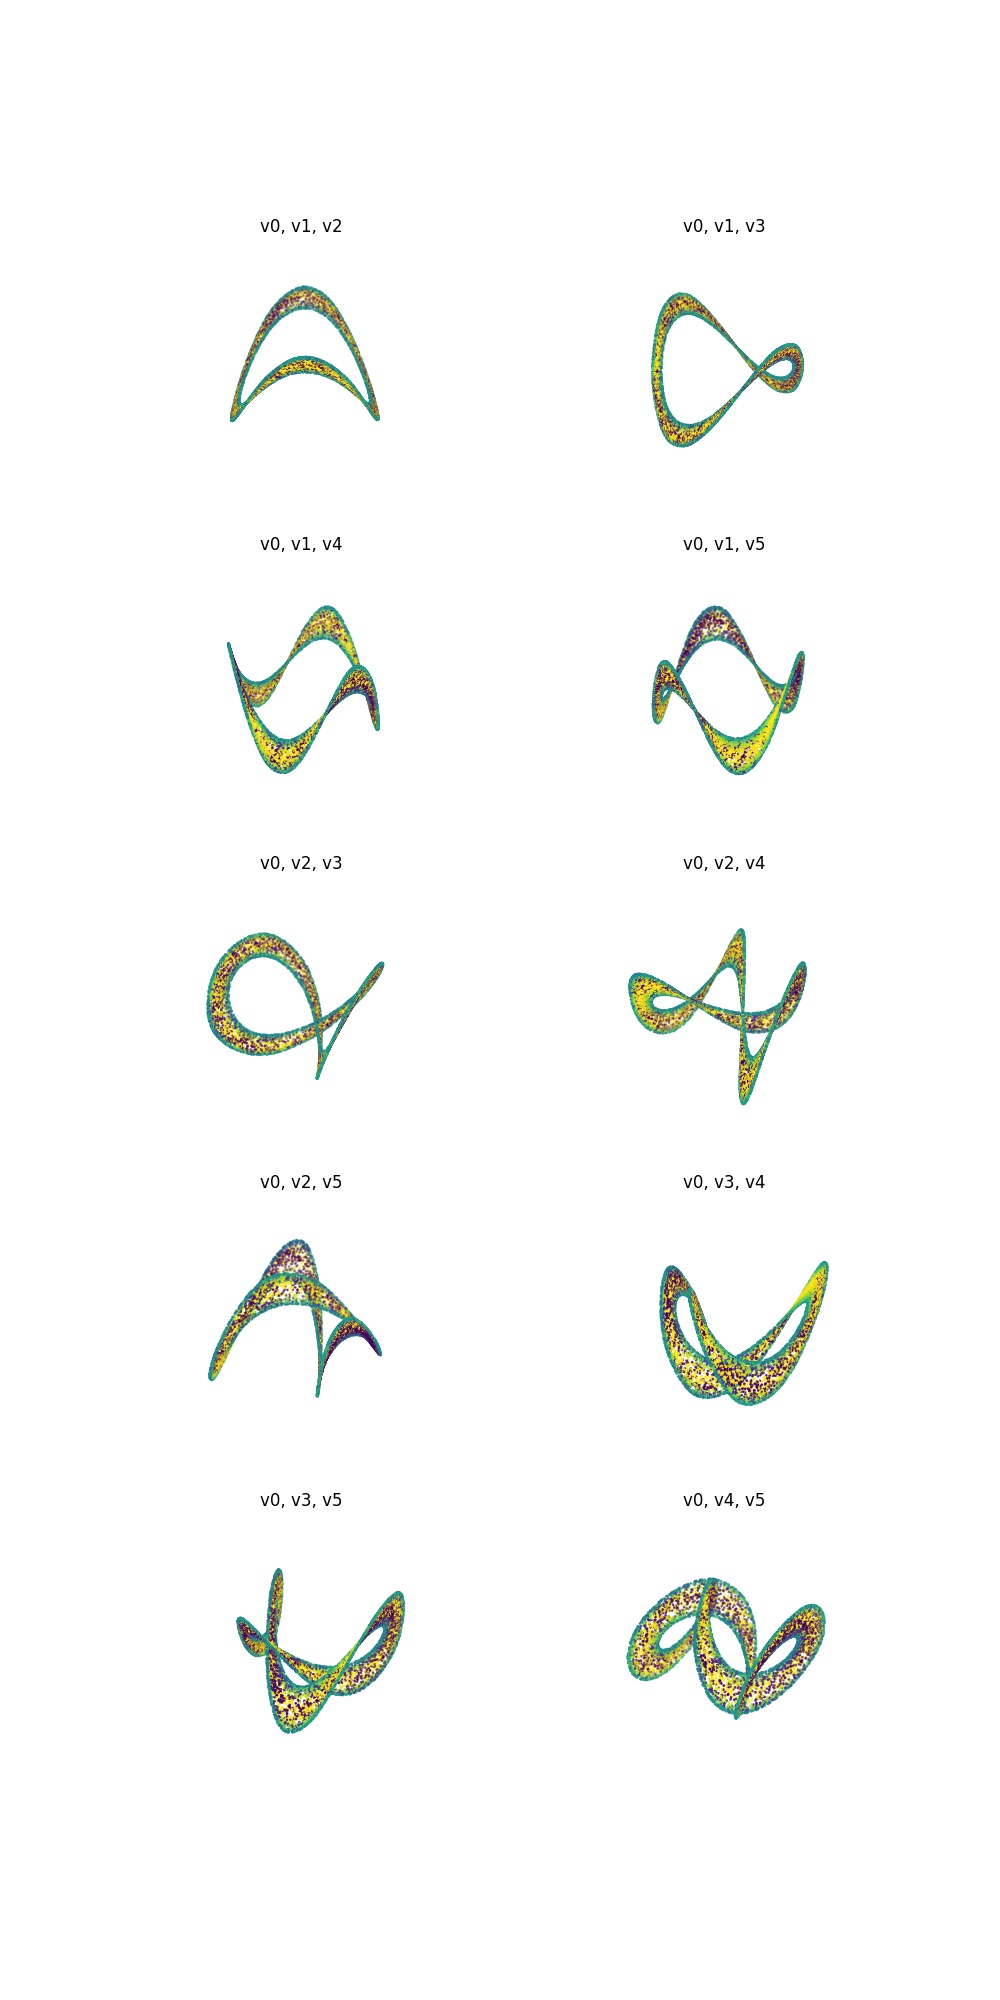 v0, v1, v2
v0, v1, v3
v0, v1, v4
v0, v1, v5
v0, v2, v3
v0, v2, v4
v0, v2, v5
v0, v3, v4
v0, v3, v5
v0, v4, v5